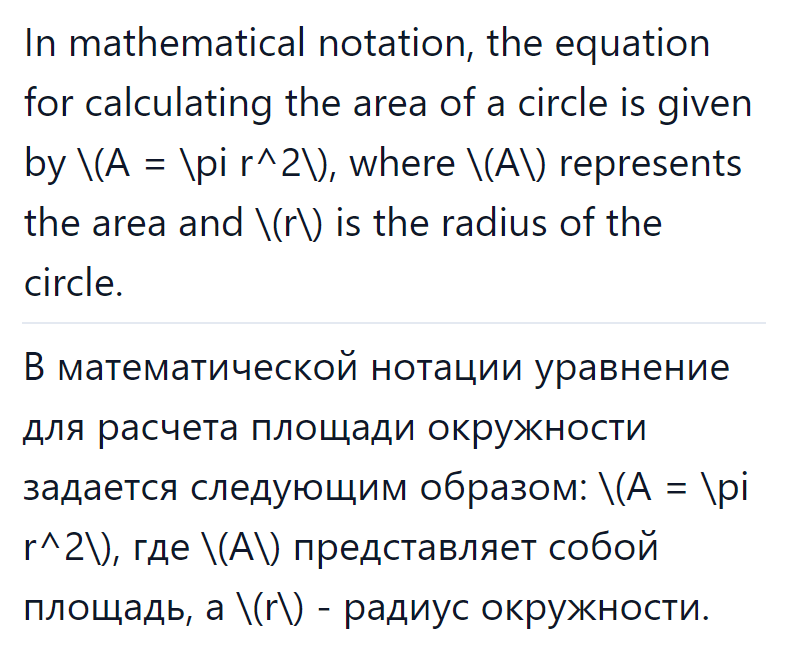 In mathematical notation, the equation
for calculating the area of a circle is given
by \(A = \pi r^2\), where \(A\) represents
the area and \(r\) is the radius of the
circle.
В математической нотации уравнение
для расчета площади окружности
задается следующим образом: \(A = \pi
r^2\), где \(A\) представляет собой
площадь, а \(r\) - радиус окружности.